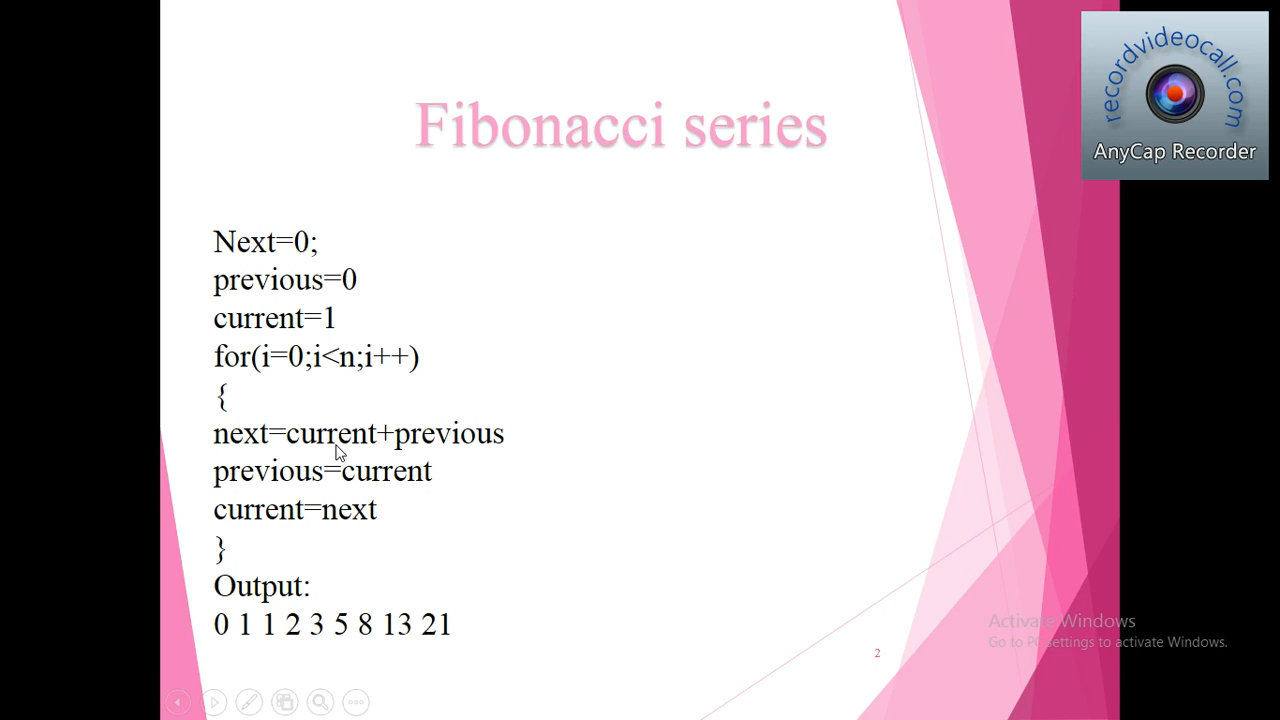 recordvideocall.com
AnyCap Recorder
Fibonacci series
Next=0;
previous=0
current=1
for(i=0;i<n;i++)
{
next=current+previous
previous=current
current=next
}
Output:
0 1 1 2 3 5 8 13 21
Activate Windows
Go to PC settings to activate Windows.
2